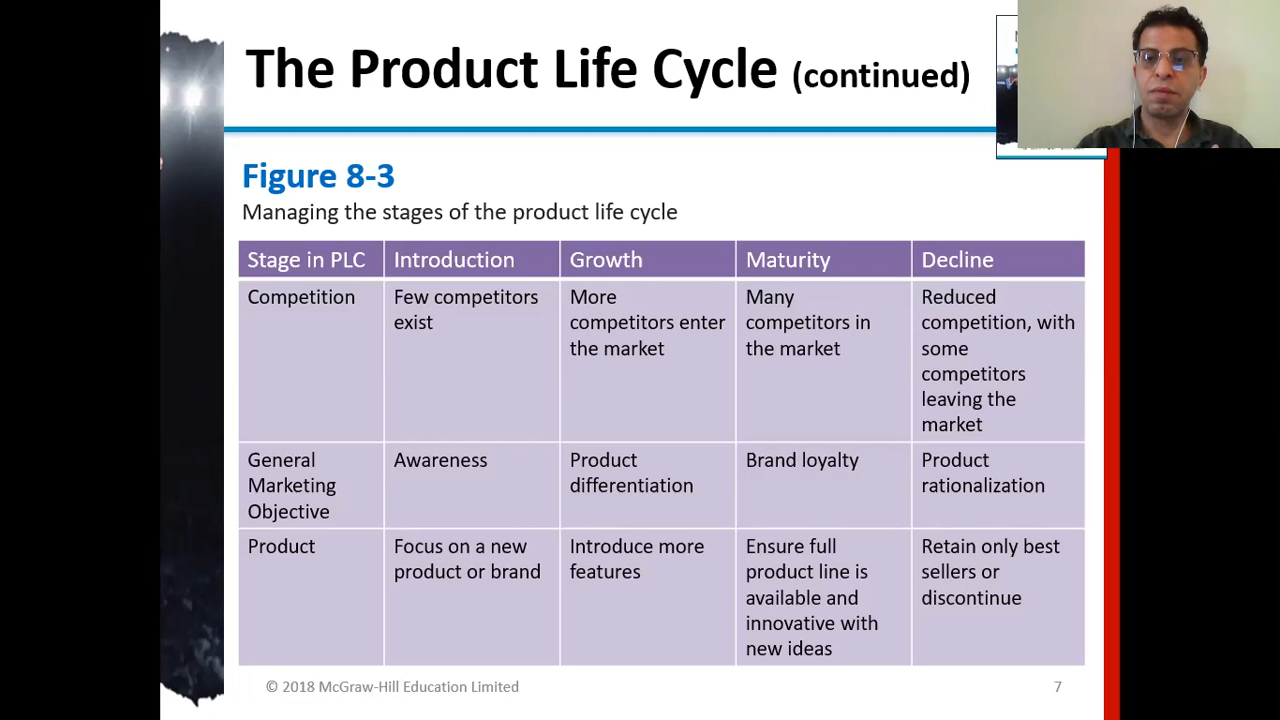 The Product Life Cycle (continued)
Figure 8-3
Managing the stages of the product life cycle
Stage in PLC
Introduction
Growth
Maturity
Decline
Competition
Few competitors
exist
More
competitors enter
the market
Many
competitors in
the market
Reduced
competition, with
some
competitors
leaving the
market
General
Marketing
Objective
Awareness
Product
differentiation
Brand loyalty
Product
rationalization
Product
Focus on a new
product or brand
Introduce more
features
Ensure full
product line is
available and
innovative with
new ideas
Retain only best
sellers or
discontinue
© 2018 McGraw-Hill Education Limited
7